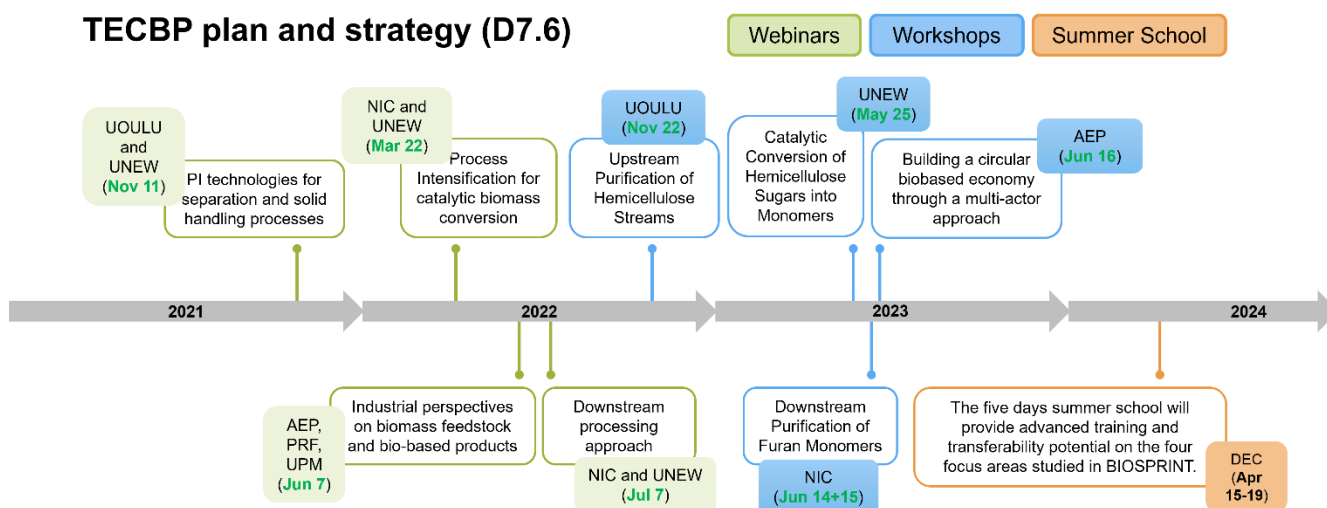 TECBP plan and strategy (D7.6)
Webinars
Workshops
Summer School
UOULU
and
UNEW
(Nov 11)
PI technologies for
separation and solid
handling processes
NIC and
UNEW
(Mar 22)
Process
Intensification for
catalytic biomass
conversion
UOULU
(Nov 22)
Upstream
Purification of
Hemicellulose
Streams
UNEW
(May 25)
Catalytic
Conversion of
Hemicellulose
Sugars into
Monomers
AEP
(Jun 16)
Building a circular
biobased economy
through a multi-actor
approach
2021
2022
2023
2024
AEP,
PRF,
UPM
(Jun 7)
Industrial perspectives
on biomass feedstock
and bio-based products
Downstream
processing
approach
NIC and UNEW
(Jul 7)
Downstream
Purification of
Furan Monomers
NIC
(Jun 14+15)
The five days summer school will
provide advanced training and
transferability potential on the four
focus areas studied in BIOSPRINT.
DEC
(Apr
15-19)